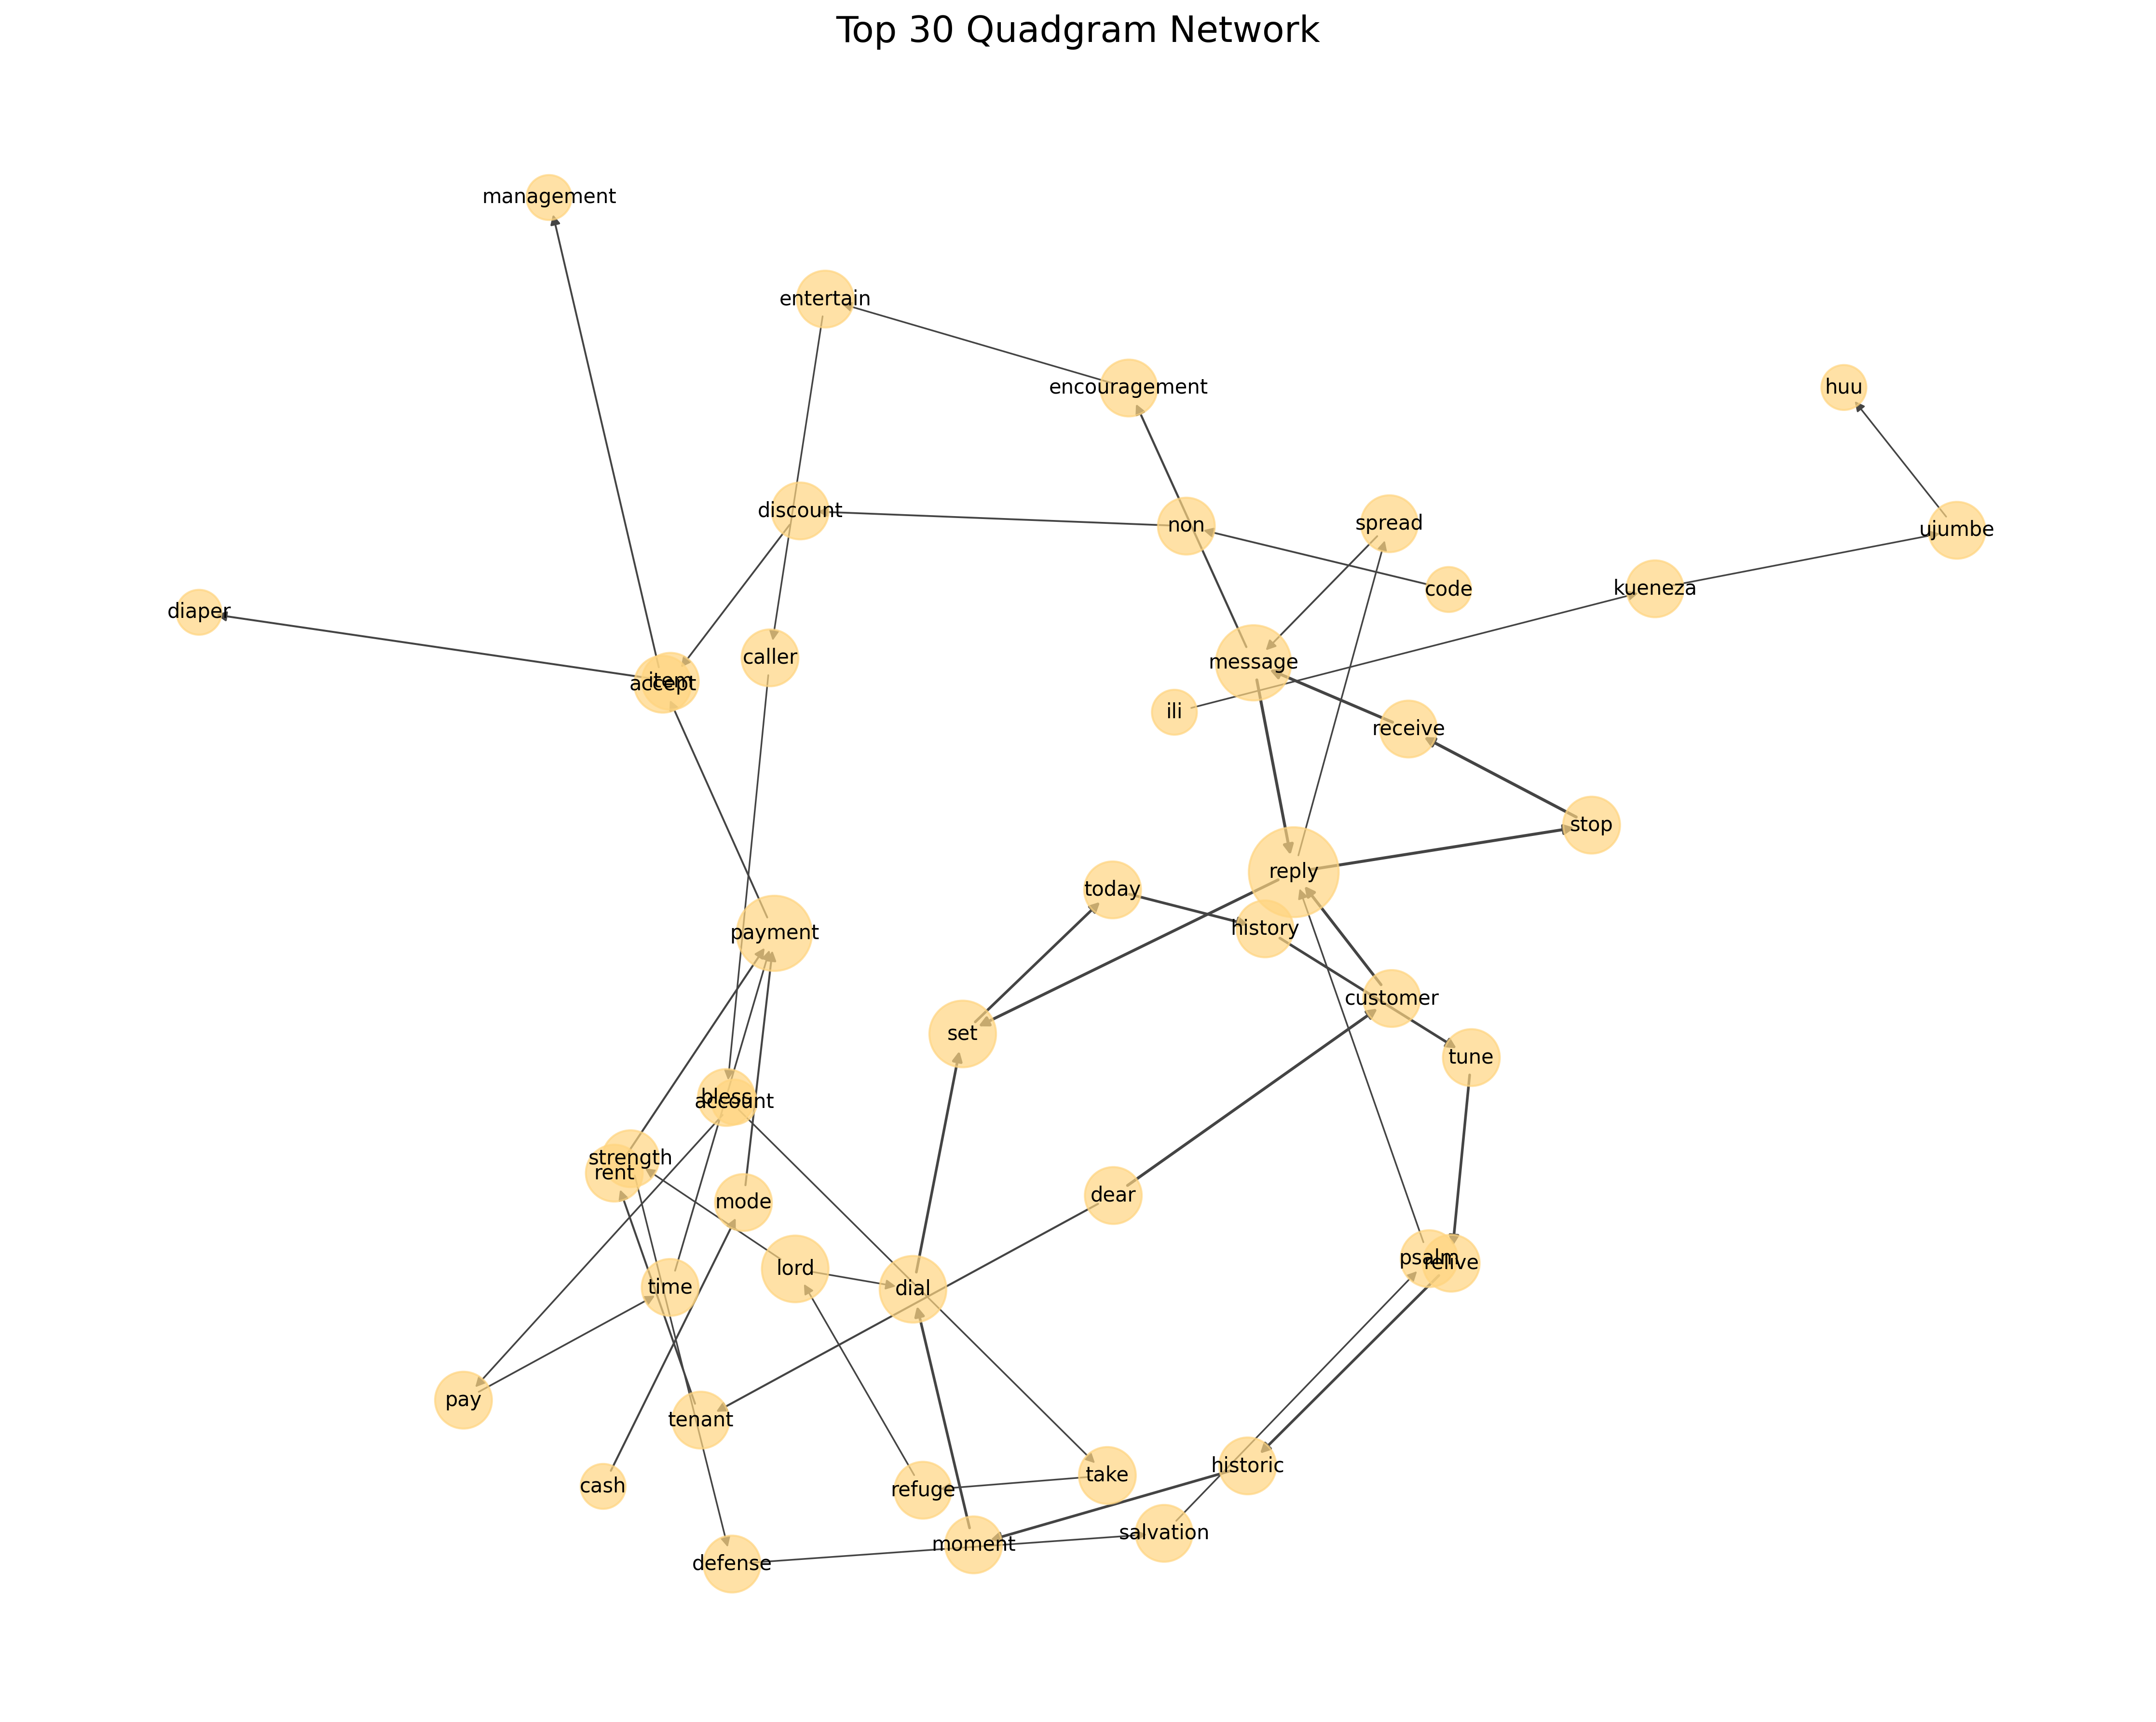 Top 30 Quadgram Network
management
entertain
encouragement
huu
discount
non
spread
ujumbe
code
kueneza
diaper
caller
message
item
accept
ili
receive
stop
reply
today
history
payment
customer
set
tune
bless
account
strength
rent
mode
dear
psalm
relive
lord
time
dial
pay
tenant
historic
take
cash
refuge
salvation
moment
defense